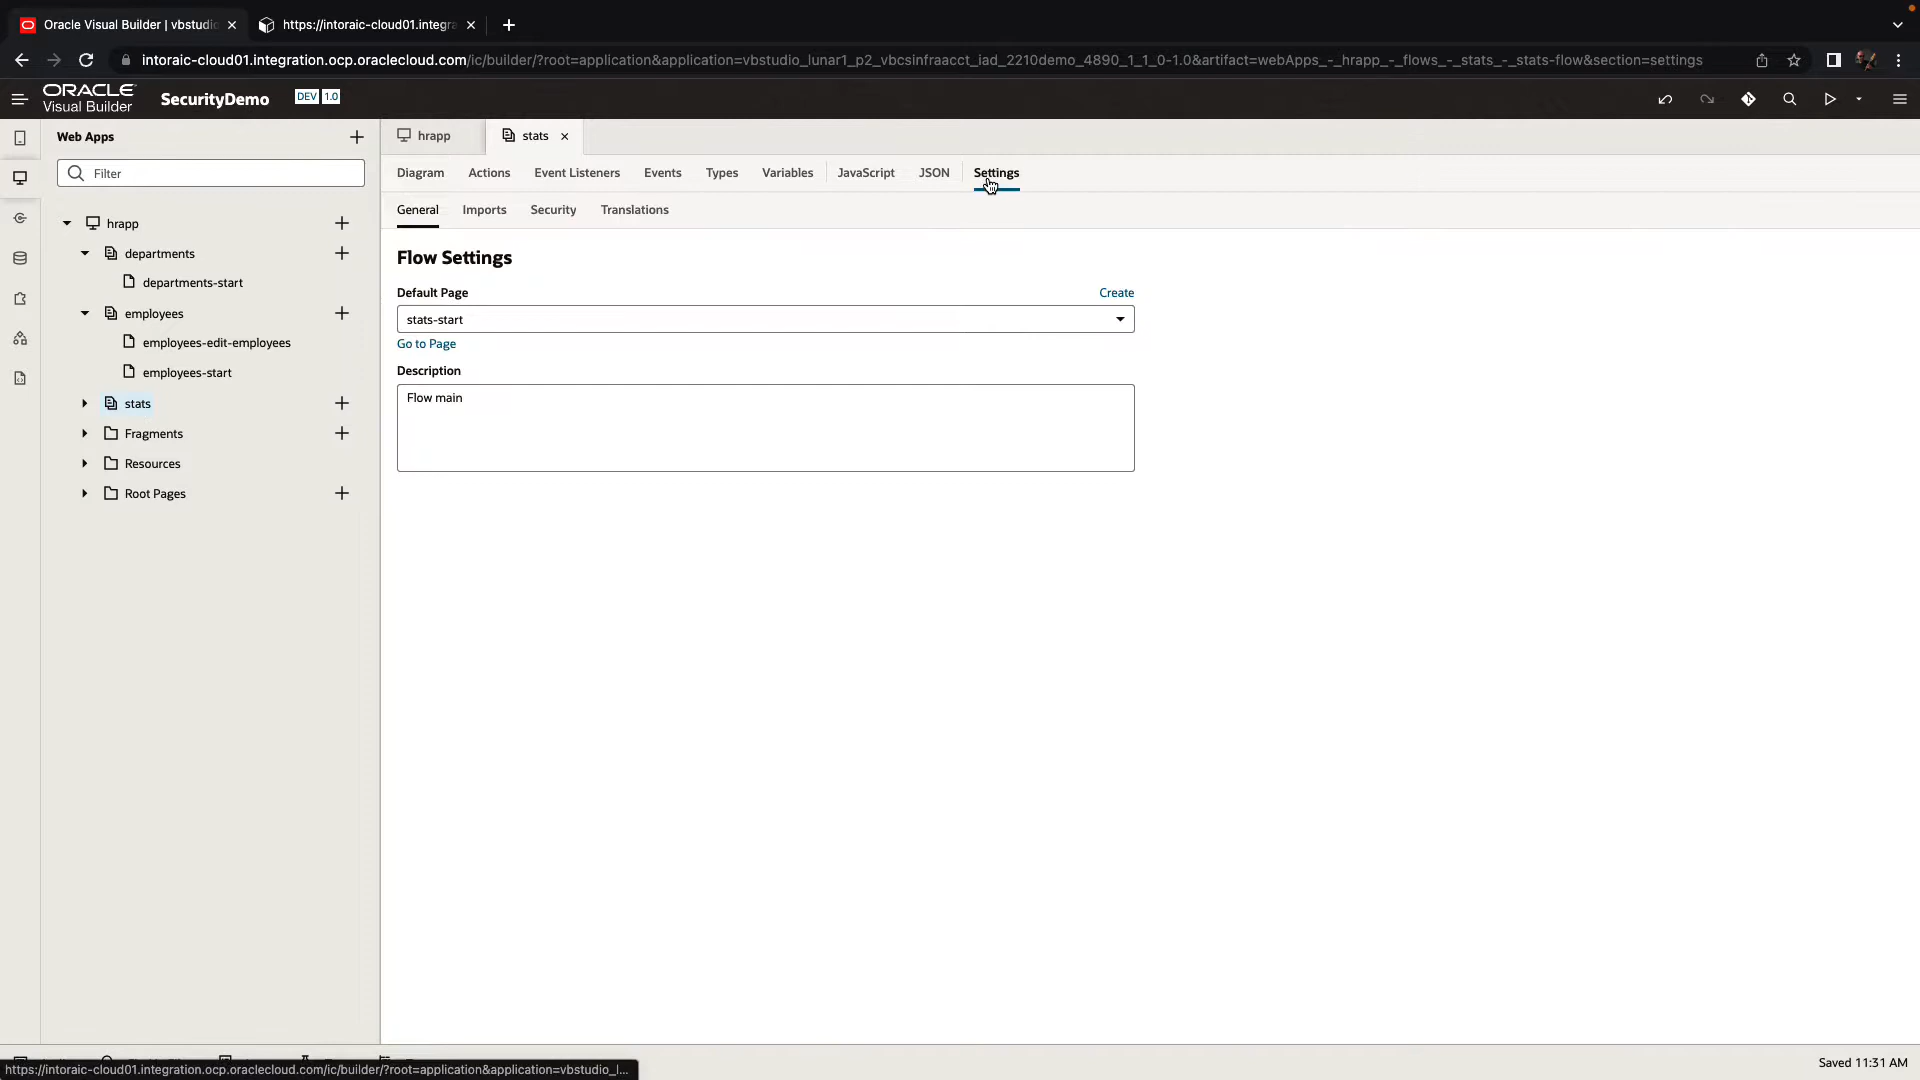 Oracle Visual Builder | vbstudio
https://intoraic-cloud01.integra
intoraic-cloud01.integration.ocp.oraclecloud.com/ic/builder/?root=application&application=vbstudio_lunar1_p2_vbcsinfraacct_iad_2210demo_4890_1_1_0-1.0&artifact=webApps_-_hrapp_-_flows_-_stats_-_stats-flow&section=settings
ORACLE
Visual Builder
SecurityDemo
DEV 1.0
Web Apps
Filter
hrapp
departments
departments-start
employees
employees-edit-employees
employees-start
stats
Fragments
Resources
Root Pages
hrapp
stats
Diagram Actions Event Listeners Events Types Variables JavaScript JSON Settings
General Imports Security Translations
Flow Settings
Default Page
Create
stats-start
Go to Page
Description
Flow main
https://intoraic-cloud01.integration.ocp.oraclecloud.com/ic/builder/?root=application&application=vbstudio_l...
Saved 11:31 AM